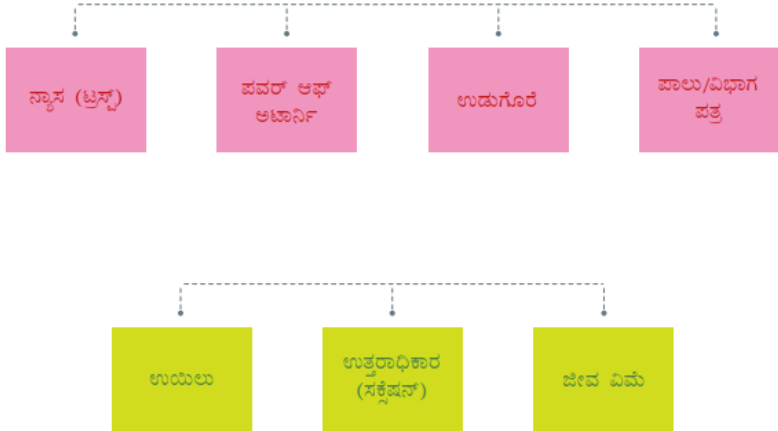 ನ್ಯಾಸ (ಟ್ರಸ್ಟ್)
ಪವರ್ ಆಫ್
ಅಟಾರ್ನಿ
ಉಡುಗೊರೆ
ಪಾಲು/ವಿಭಾಗ
ಪತ್ರ
ಉಯಿಲು
ಉತ್ತರಾಧಿಕಾರ
(ಸಕ್ಸೆಷನ್)
ಜೀವ ವಿಮೆ